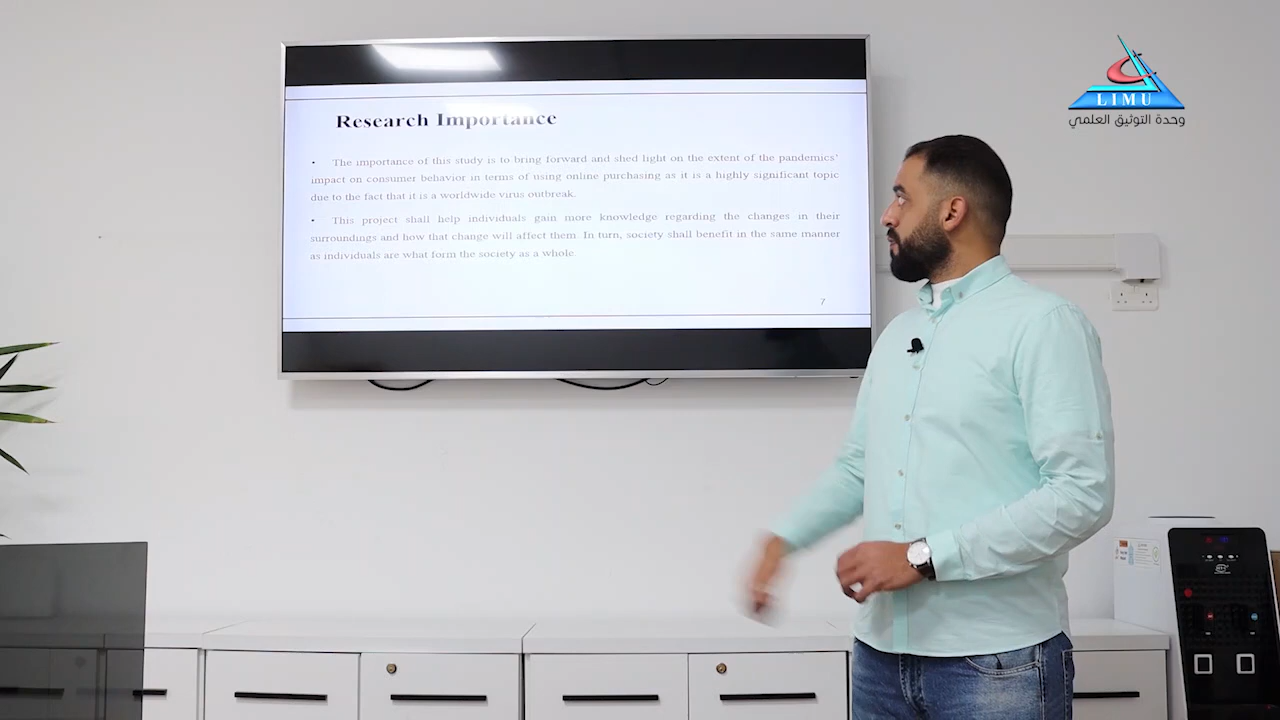 Research Importance
• The importance of this study is to bring forward and shed light on the extent of the pandemics'
impact on consumer behavior in terms of using online purchasing as it is a highly significant topic
due to the fact that it is a worldwide virus outbreak.
• This project shall help individuals gain more knowledge regarding the changes in their
surroundings and how that change will affect them. In turn, society shall benefit in the same manner
as individuals are what form the society as a whole.
7
LIMU
وحدة التوثيق العلمي